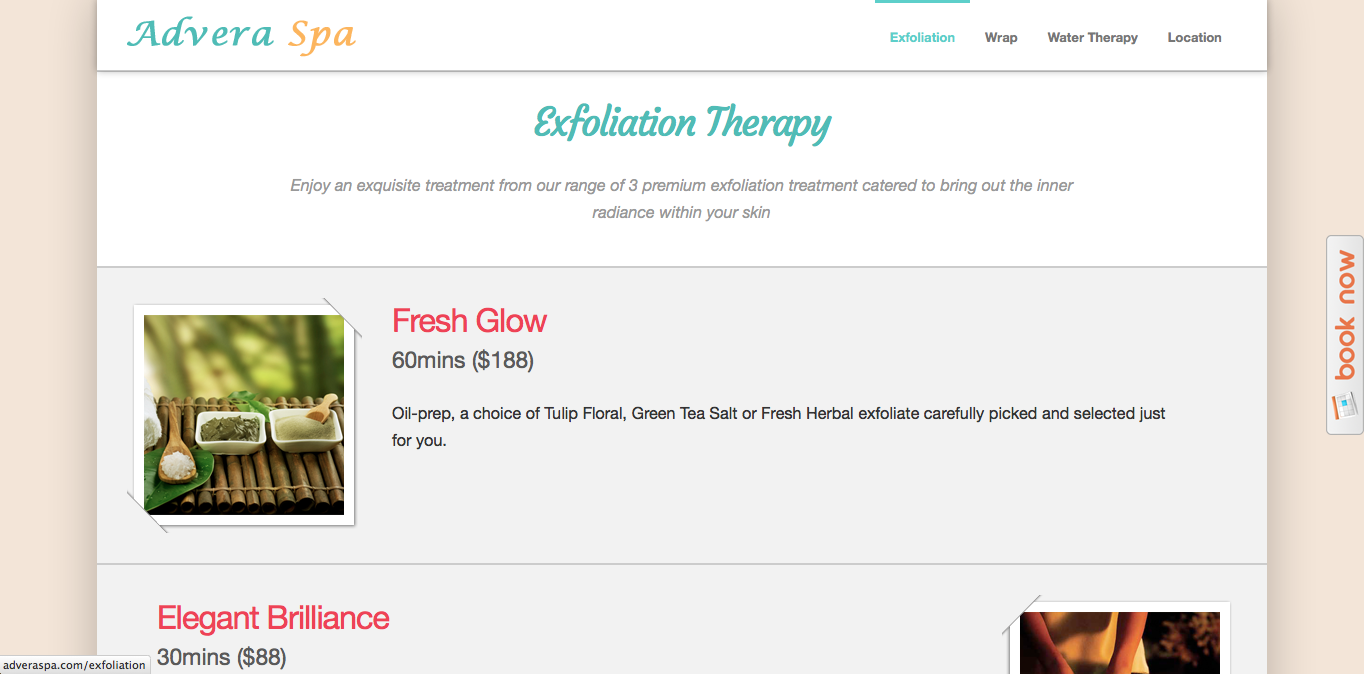 Advera Spa
Exfoliation
Wrap
Water Therapy
Location
Exfoliation Therapy
Enjoy an exquisite treatment from our range of 3 premium exfoliation treatment catered to bring out the inner
radiance within your skin
book now
Fresh Glow
60mins ($188)
Oil-prep, a choice of Tulip Floral, Green Tea Salt or Fresh Herbal exfoliate carefully picked and selected just
for you.
Elegant Brilliance
30mins ($88)
adveraspa.com/exfoliation